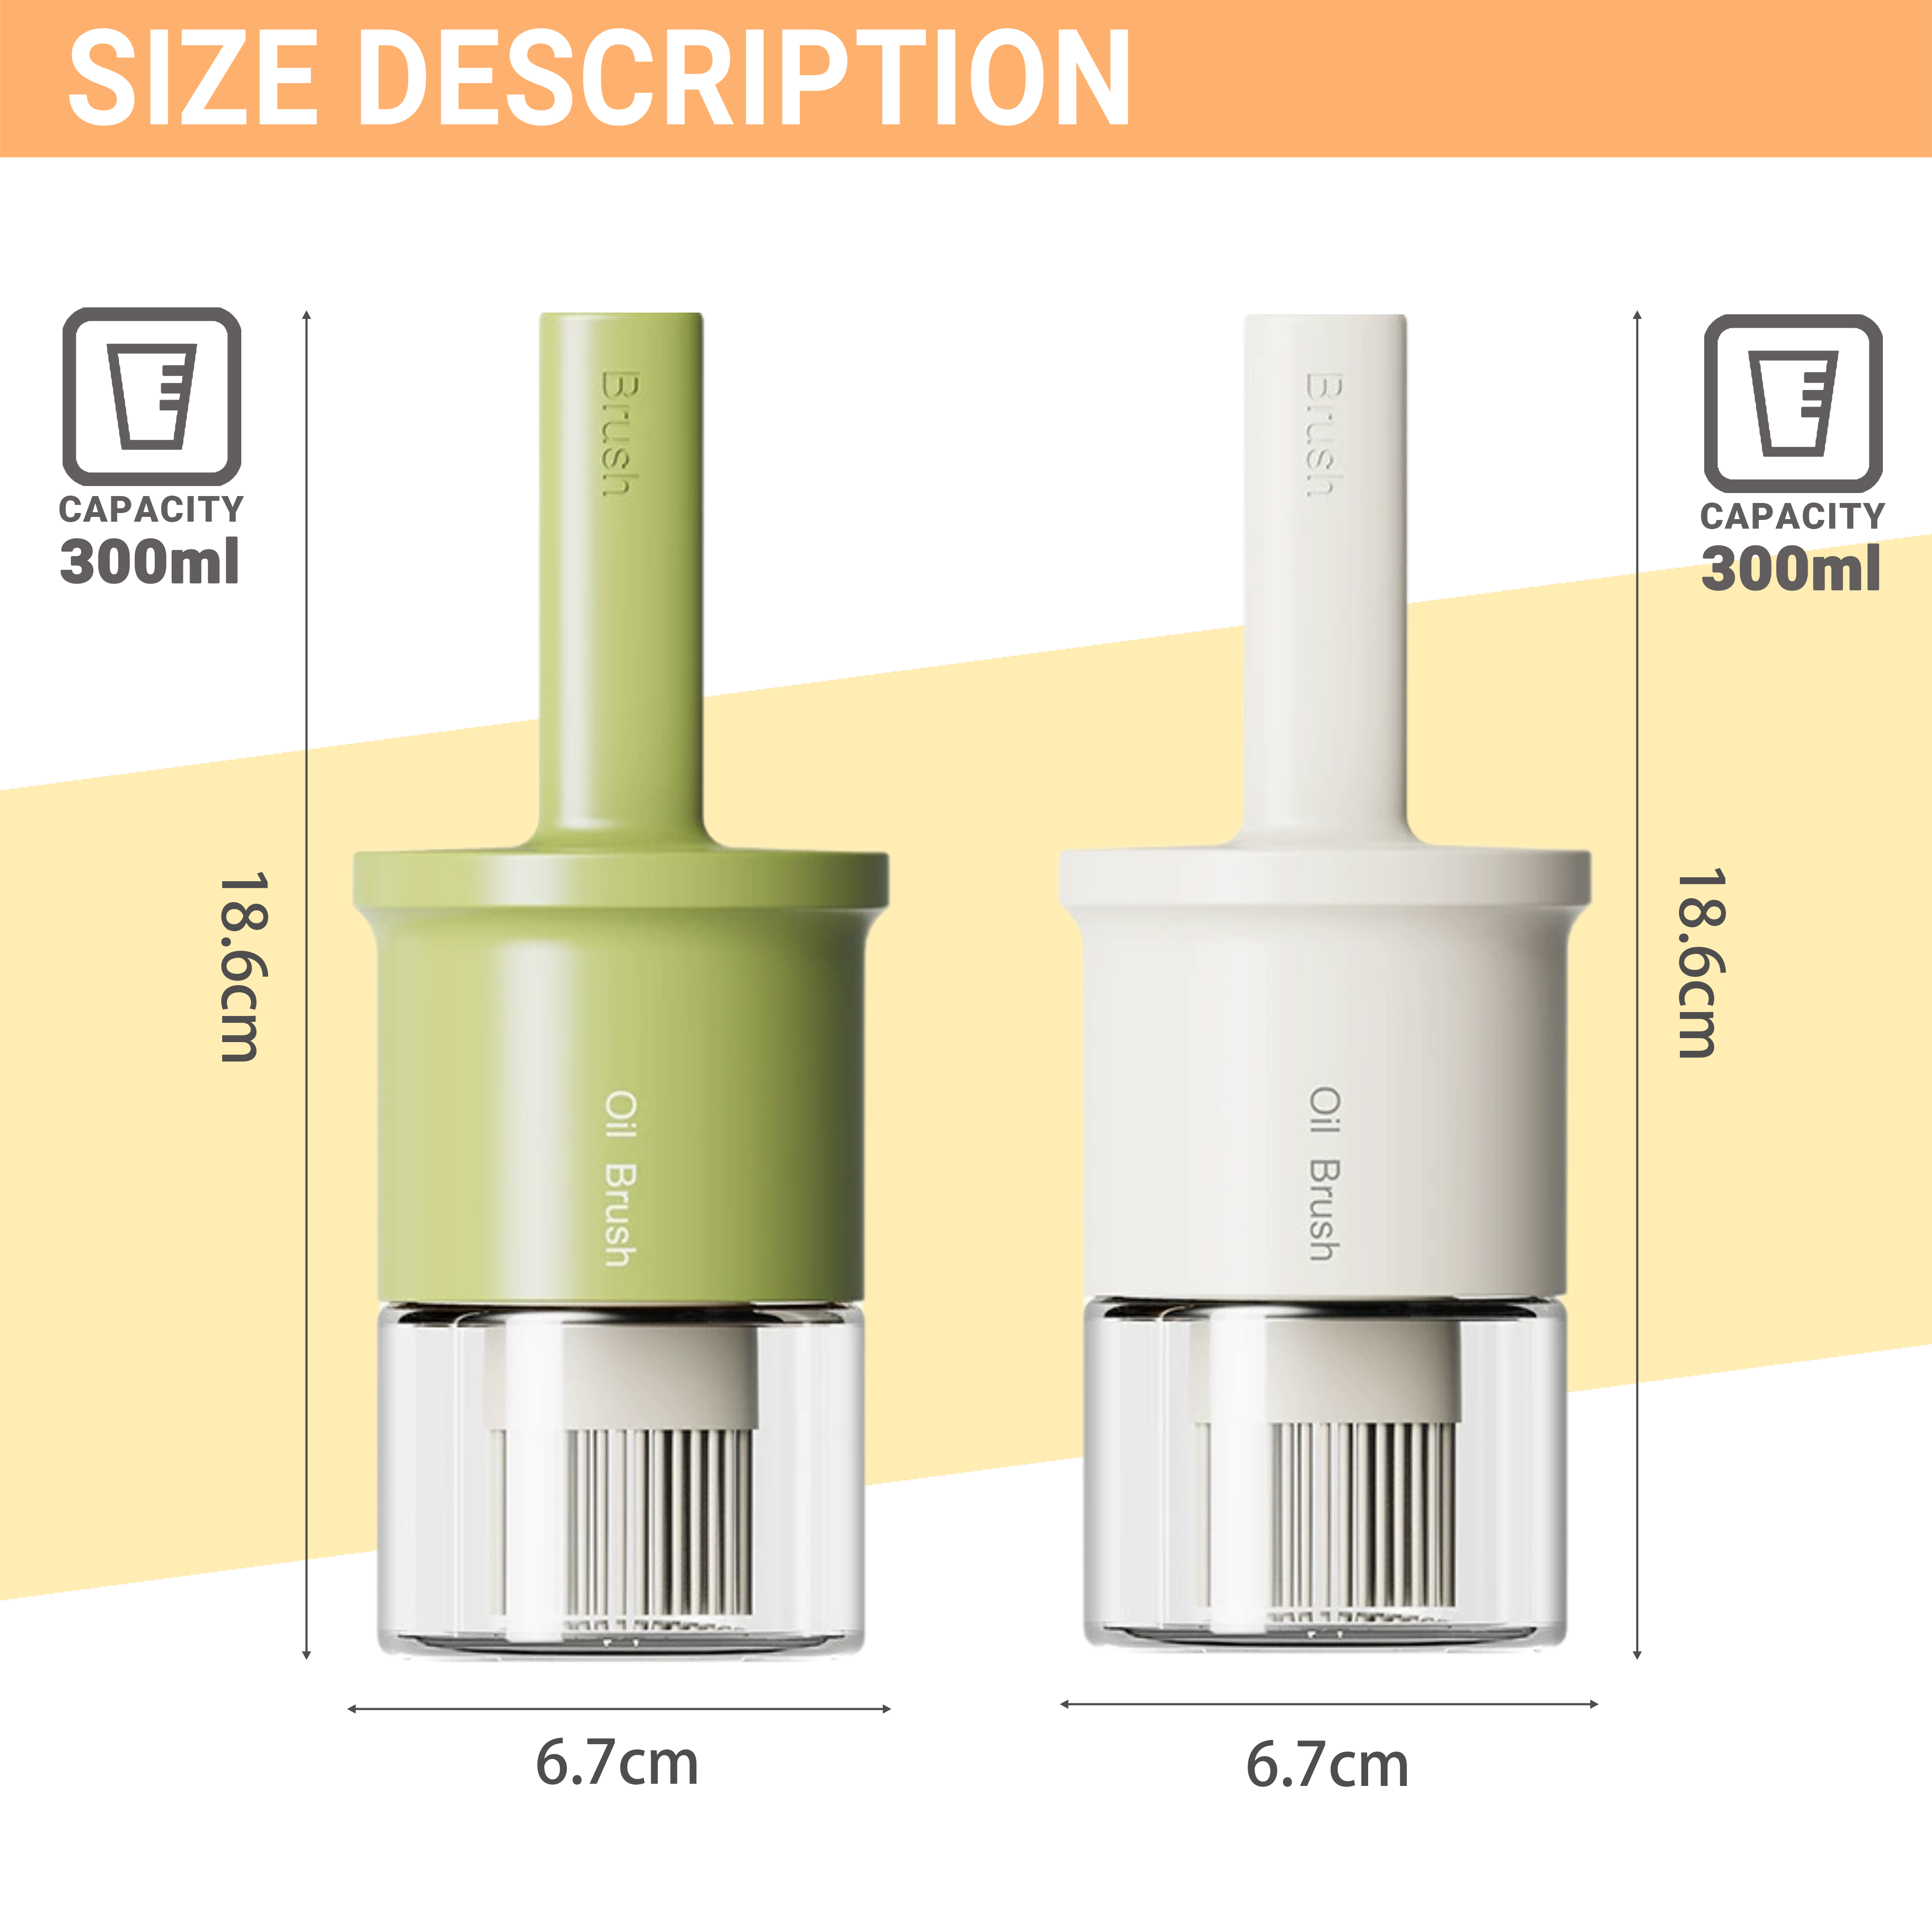 SIZE DESCRIPTION
CAPACITY
300ml
Brush
Brush
CAPACITY
300ml
18.6cm
Oil Brush
Oil Brush
18.6cm
6.7cm
6.7cm